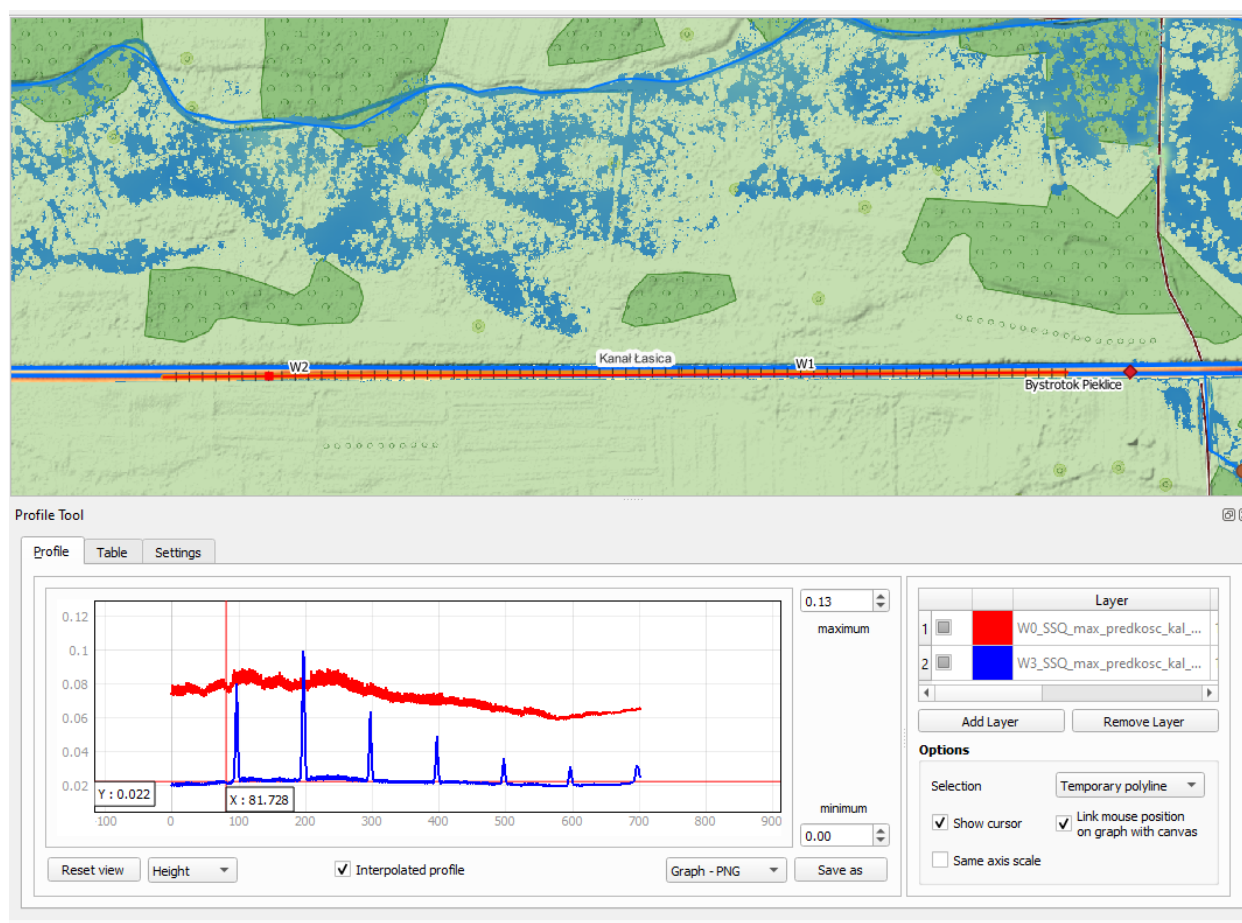 Kanał Łasica
W2
W1
Bystrotok Pieklice
Profile Tool
Profile
Table
Settings
0.12
0.1
0.08
0.06
0.04
0.02
Y : 0.022
X : 81.728
-100
0
100
200
300
400
500
600
700
800
900
0.13
maximum
minimum
0.00
Reset view
Height
Interpolated profile
Graph - PNG
Save as
Layer
1
W0_SSQ_max_predkosc_kal_...
2
W3_SSQ_max_predkosc_kal_...
Add Layer
Remove Layer
Options
Selection
Temporary polyline
Show cursor
Link mouse position
on graph with canvas
Same axis scale